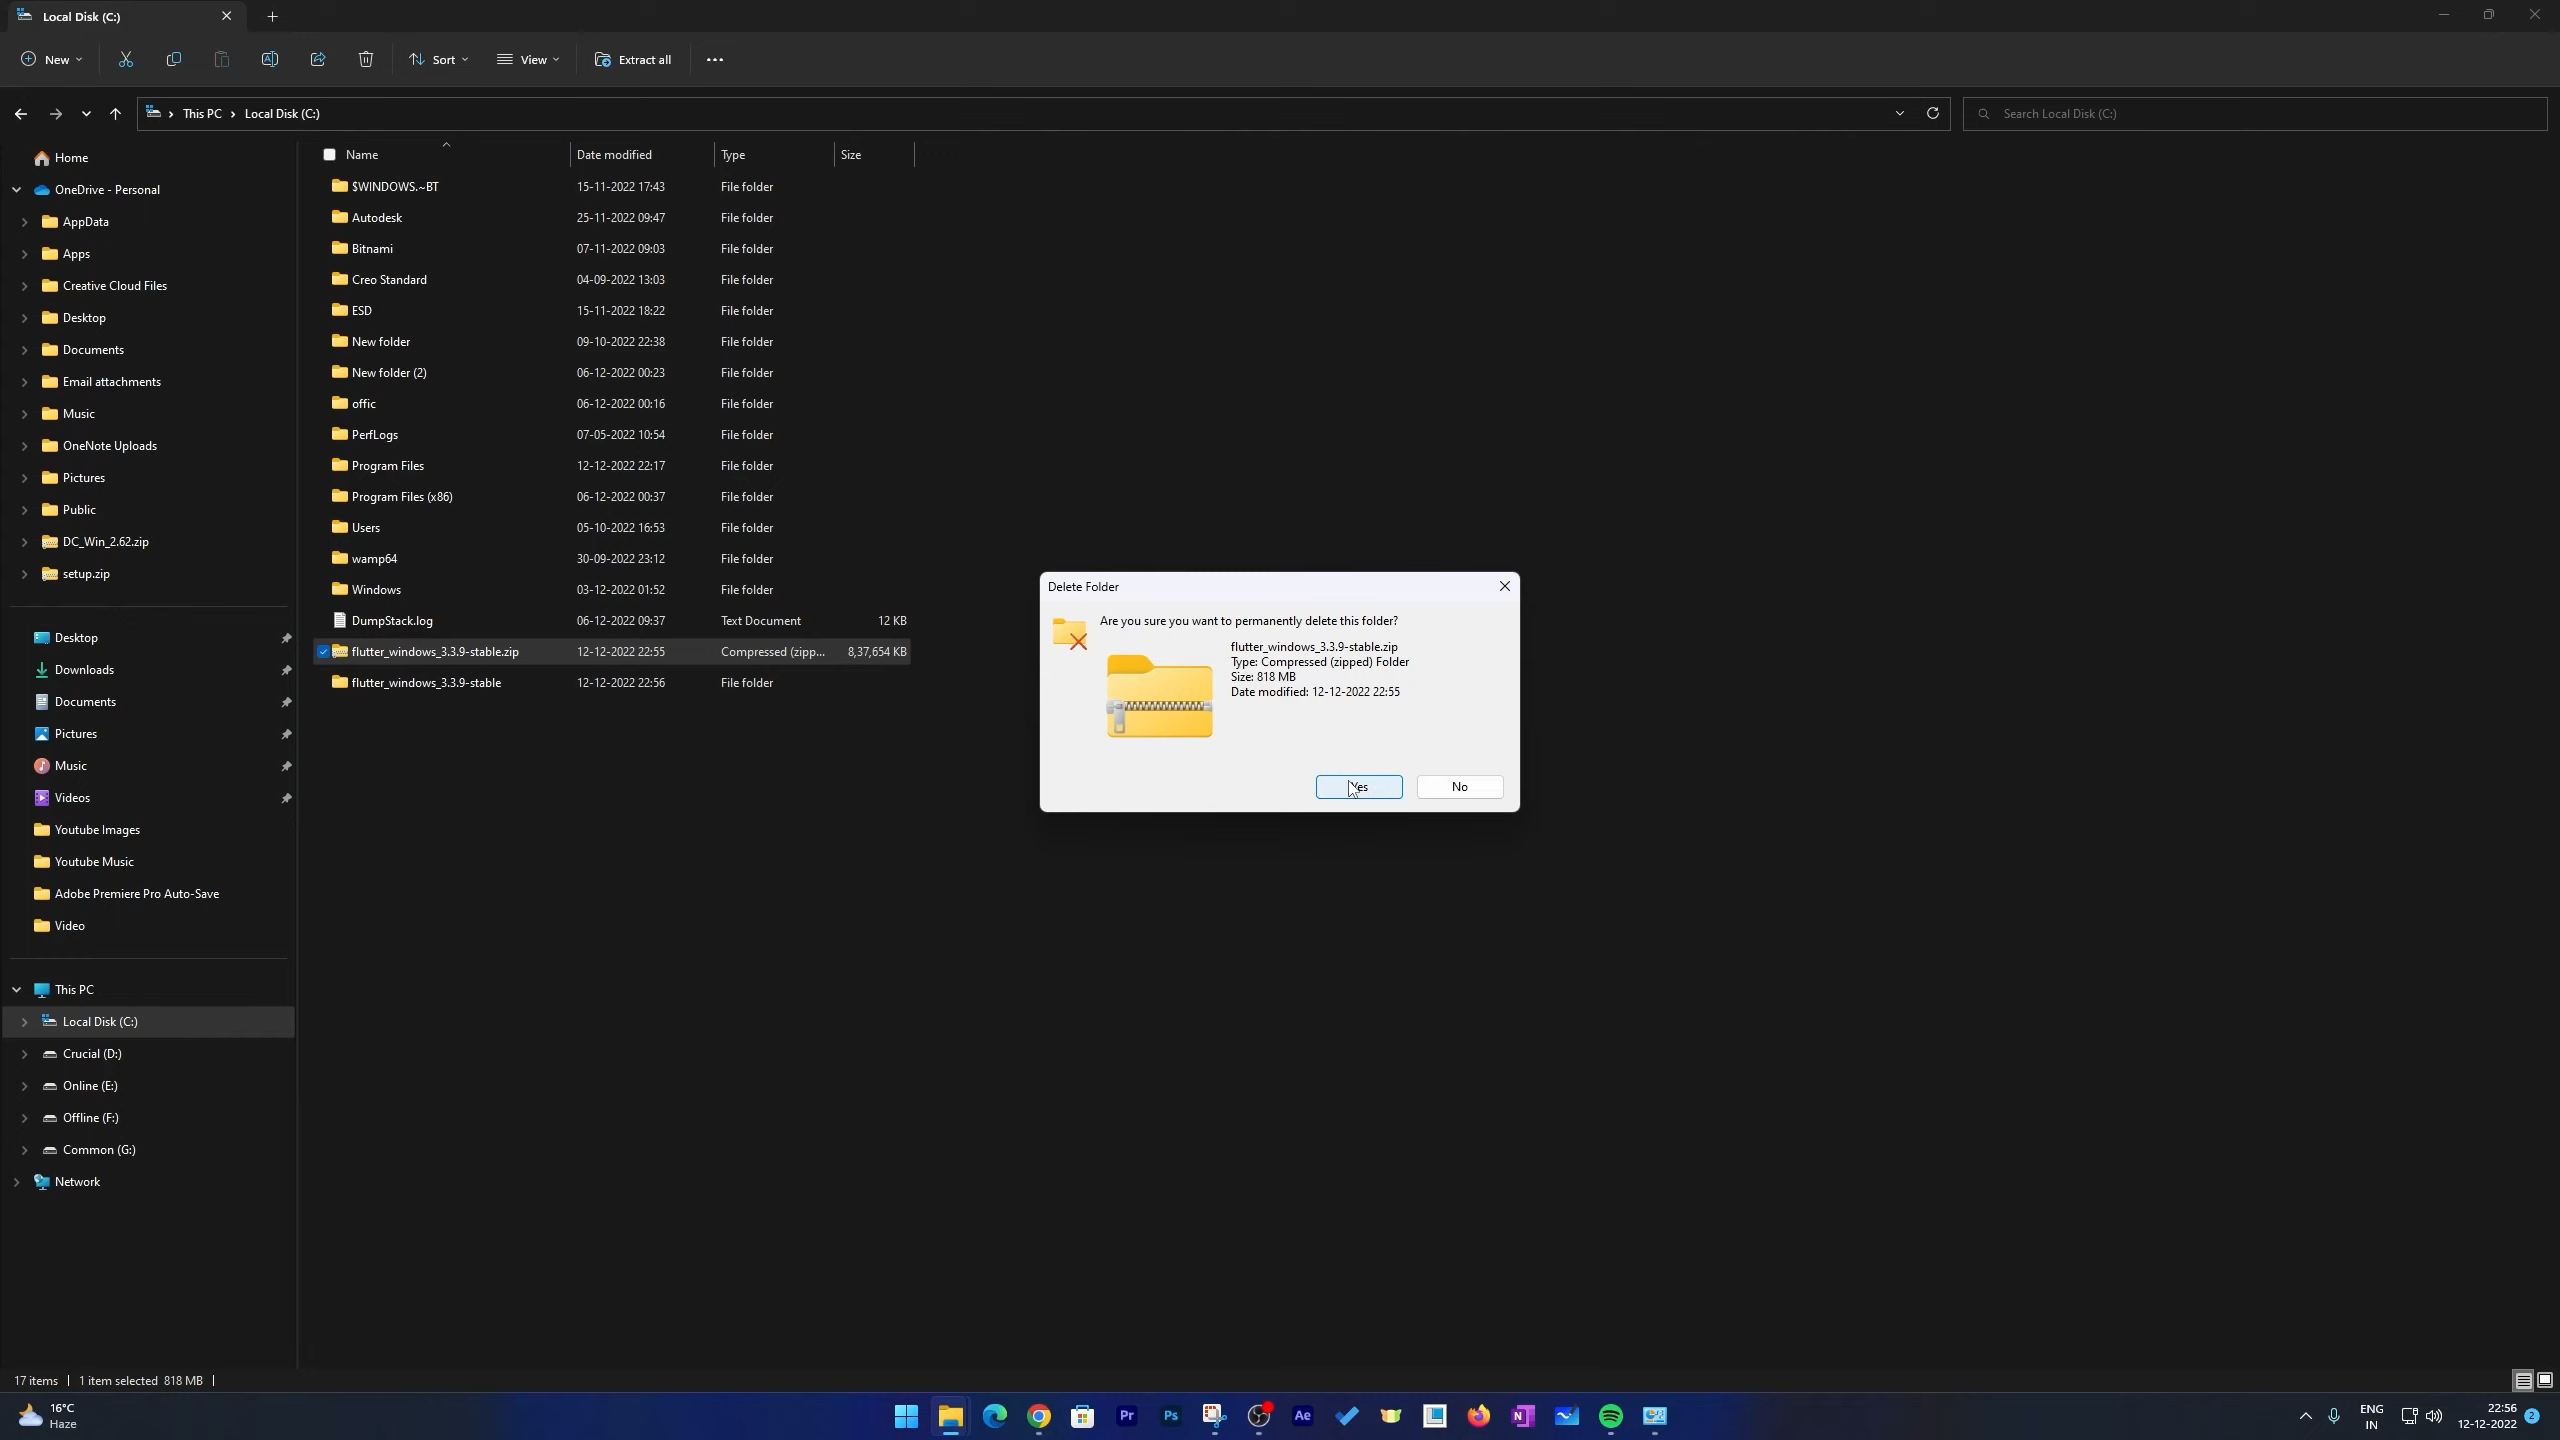 Local Disk (C:)
New
Sort
View
Extract all
This PC
Local Disk (C:)
Search Local Disk (C:)
Name
Date modified
Type
Size
Home
OneDrive - Personal
AppData
Apps
Creative Cloud Files
Desktop
Documents
Email attachments
Music
OneNote Uploads
Pictures
Public
DC_Win_2.62.zip
setup.zip
Desktop
Downloads
Documents
Pictures
Music
Videos
Youtube Images
Youtube Music
Adobe Premiere Pro Auto-Save
Video
This PC
Local Disk (C:)
Crucial (D:)
Online (E:)
Offline (F:)
Common (G:)
Network
$WINDOWS.~BT 15-11-2022 17:43 File folder
Autodesk 25-11-2022 09:47 File folder
Bitnami 07-11-2022 09:03 File folder
Creo Standard 04-09-2022 13:03 File folder
ESD 15-11-2022 18:22 File folder
New folder 09-10-2022 22:38 File folder
New folder (2) 06-12-2022 00:23 File folder
offic 06-12-2022 00:16 File folder
PerfLogs 07-05-2022 10:54 File folder
Program Files 12-12-2022 22:17 File folder
Program Files (x86) 06-12-2022 00:37 File folder
Users 05-10-2022 16:53 File folder
wamp64 30-09-2022 23:12 File folder
Windows 03-12-2022 01:52 File folder
DumpStack.log 06-12-2022 09:37 Text Document 12 KB
flutter_windows_3.3.9-stable.zip 12-12-2022 22:55 Compressed (zipp... 8,37,654 KB
flutter_windows_3.3.9-stable 12-12-2022 22:56 File folder
Delete Folder
Are you sure you want to permanently delete this folder?
flutter_windows_3.3.9-stable.zip
Type: Compressed (zipped) Folder
Size: 818 MB
Date modified: 12-12-2022 22:55
Yes
No
17 items
1 item selected 818 MB
16°C
Haze
Pr
Ps
Ae
N
ENG
IN
22:56
12-12-2022
2